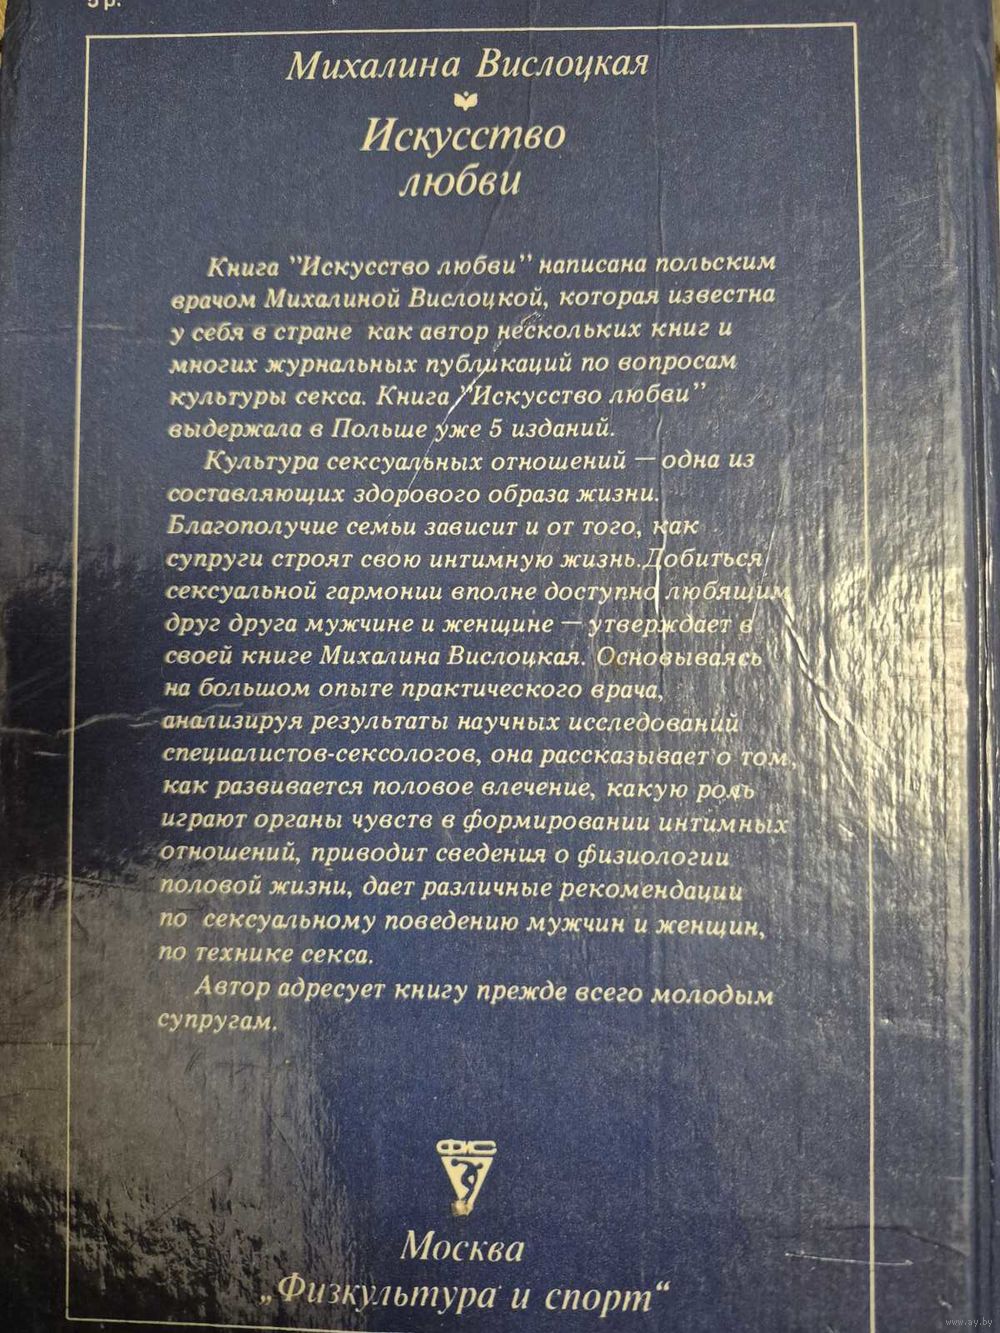 5 р.
Михалина Вислоцкая
Искусство
любви
Книга "Искусство любви" написана польским
врачом Михалиной Вислоцкой, которая известна
у себя в стране как автор нескольких книг и
многих журнальных публикаций по вопросам
культуры секса. Книга "Искусство любви"
выдержала в Польше уже 5 изданий.
Культура сексуальных отношений — одна из
составляющих здорового образа жизни.
Благополучие семьи зависит и от того, как
супруги строят свою интимную жизнь. Добиться
сексуальной гармонии вполне доступно любящим
друг друга мужчине и женщине — утверждает в
своей книге Михалина Вислоцкая. Основываясь
на большом опыте практического врача,
анализируя результаты научных исследований
специалистов-сексологов, она рассказывает о том,
как развивается половое влечение, какую роль
играют органы чувств в формировании интимных
отношений, приводит сведения о физиологии
половой жизни, дает различные рекомендации
по сексуальному поведению мужчин и женщин,
по технике секса.
Автор адресует книгу прежде всего молодым
супругам.
ФиС
Москва
„Физкультура и спорт“
www.ay.by